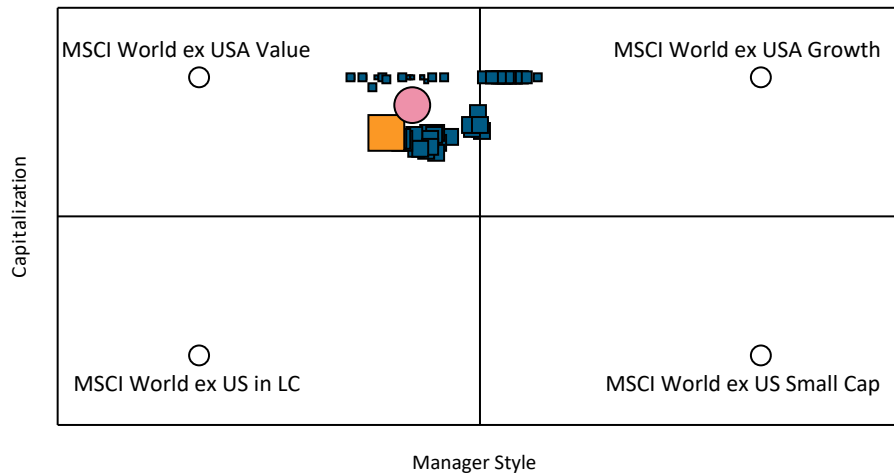 MSCI World ex USA Value
MSCI World ex USA Growth
Capitalization
MSCI World ex US in LC
MSCI World ex US Small Cap
Manager Style